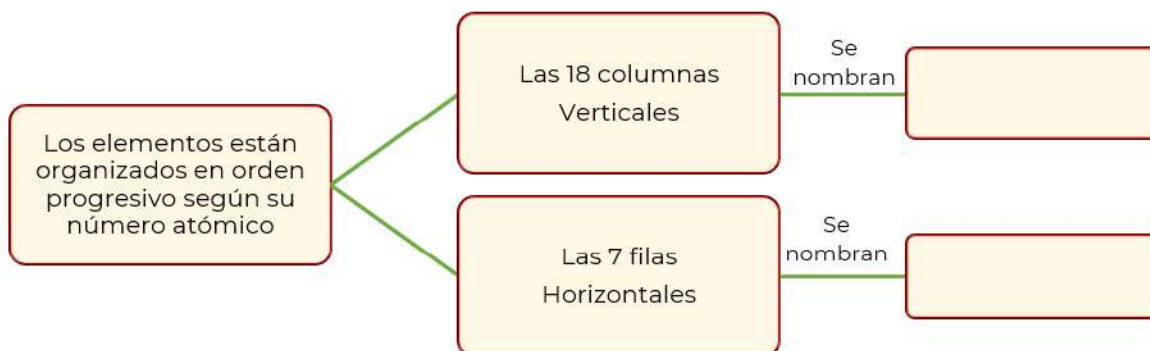 Los elementos están
organizados en orden
progresivo según su
número atómico
Las 18 columnas
Verticales
Se
nombran
Las 7 filas
Horizontales
Se
nombran